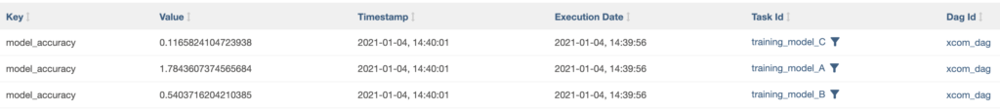 Key Value Timestamp Execution Date Task Id Dag Id
model_accuracy 0.1165824104723938 2021-01-04, 14:40:01 2021-01-04, 14:39:56 training_model_C xcom_dag
model_accuracy 1.7843607374565684 2021-01-04, 14:40:01 2021-01-04, 14:39:56 training_model_A xcom_dag
model_accuracy 0.5403716204210385 2021-01-04, 14:40:01 2021-01-04, 14:39:56 training_model_B xcom_dag